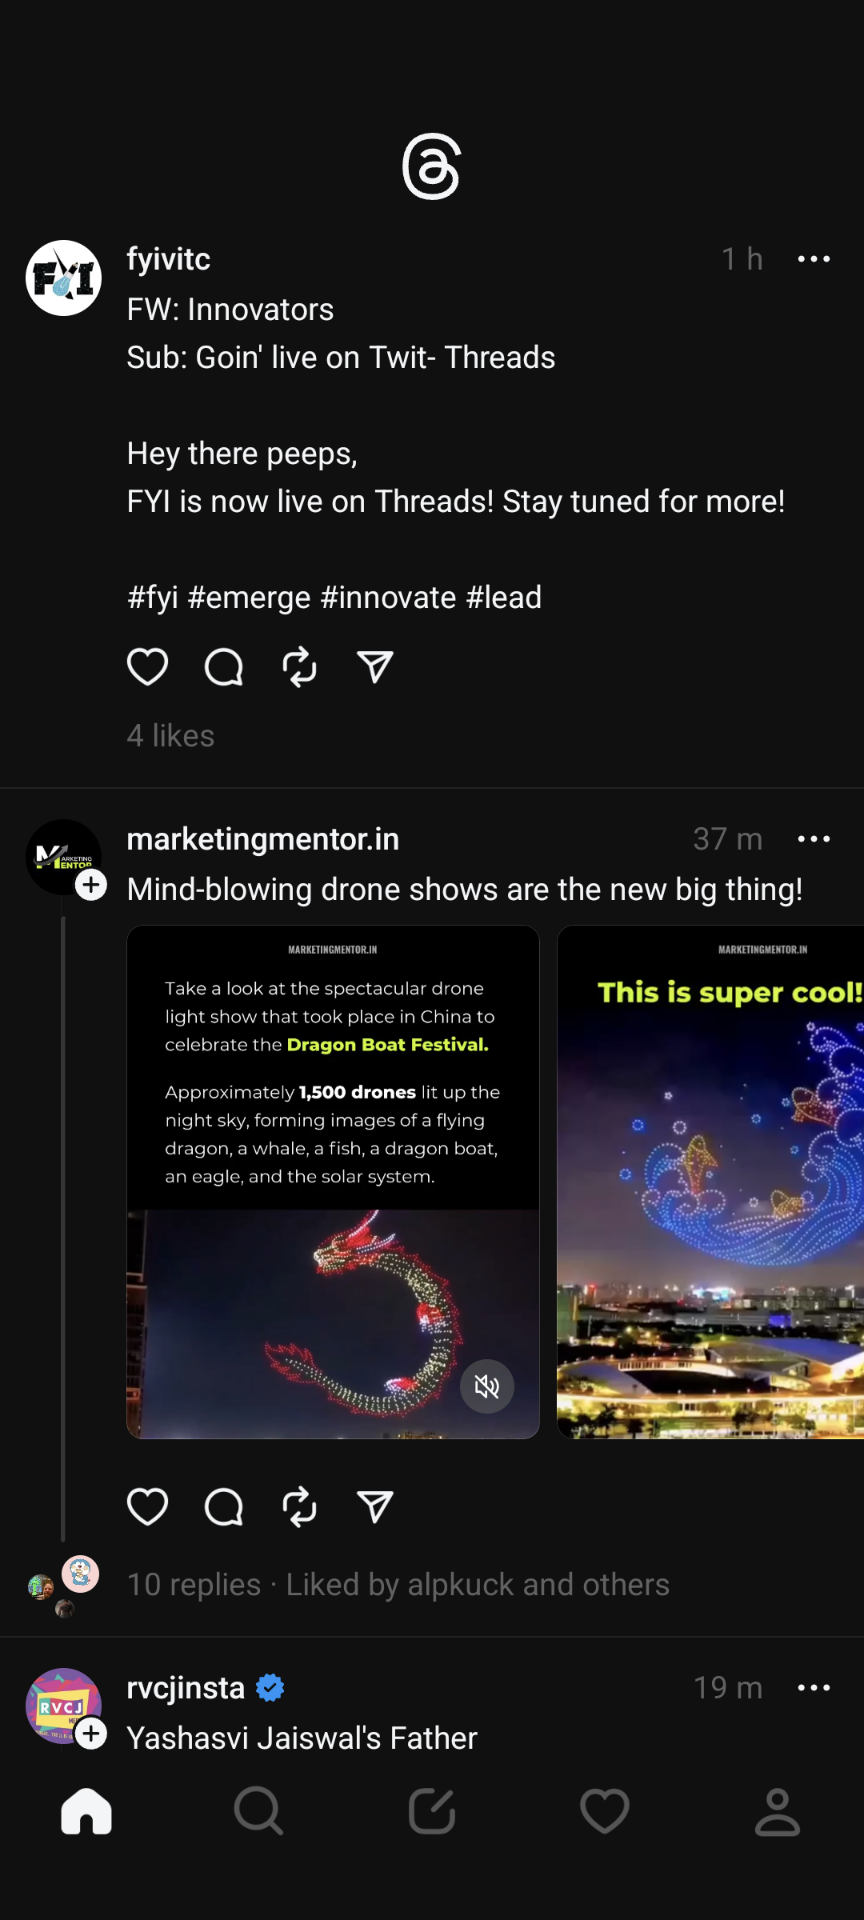 fyivitc 1 h
FW: Innovators
Sub: Goin' live on Twit- Threads
Hey there peeps,
FYI is now live on Threads! Stay tuned for more!
#fyi #emerge #innovate #lead
4 likes
marketingmentor.in 37 m
Mind-blowing drone shows are the new big thing!
MARKETINGMENTOR.IN
Take a look at the spectacular drone
light show that took place in China to
celebrate the Dragon Boat Festival.
Approximately 1,500 drones lit up the
night sky, forming images of a flying
dragon, a whale, a fish, a dragon boat,
an eagle, and the solar system.
MARKETINGMENTOR.IN
This is super cool!
10 replies · Liked by alpkuck and others
RVCJ
rvcjinsta 19 m
Yashasvi Jaiswal's Father